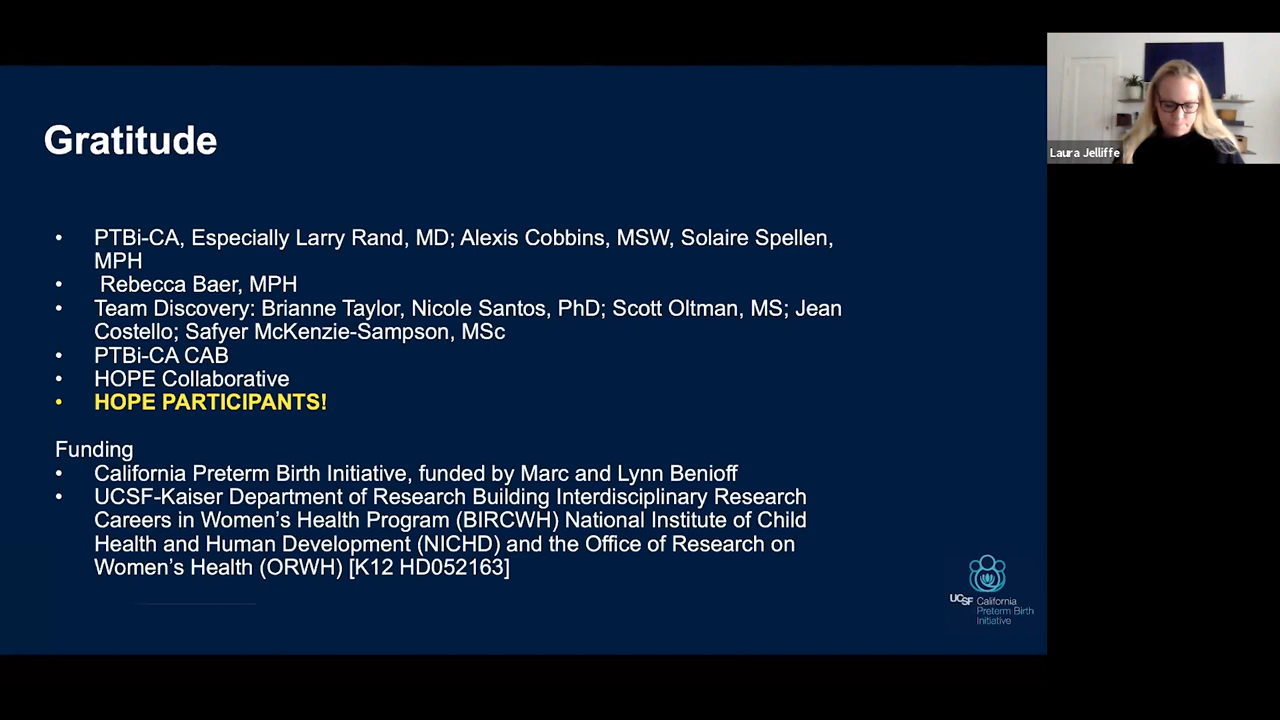 Gratitude
• PTBi-CA, Especially Larry Rand, MD; Alexis Cobbins, MSW, Solaire Spellen,
MPH
• Rebecca Baer, MPH
• Team Discovery: Brianne Taylor, Nicole Santos, PhD; Scott Oltman, MS; Jean
Costello; Safyer McKenzie-Sampson, MSc
• PTBi-CA CAB
• HOPE Collaborative
• HOPE PARTICIPANTS!
Funding
• California Preterm Birth Initiative, funded by Marc and Lynn Benioff
• UCSF-Kaiser Department of Research Building Interdisciplinary Research
Careers in Women’s Health Program (BIRCWH) National Institute of Child
Health and Human Development (NICHD) and the Office of Research on
Women’s Health (ORWH) [K12 HD052163]
UCSF California
Preterm Birth
Initiative
Laura Jelliffe